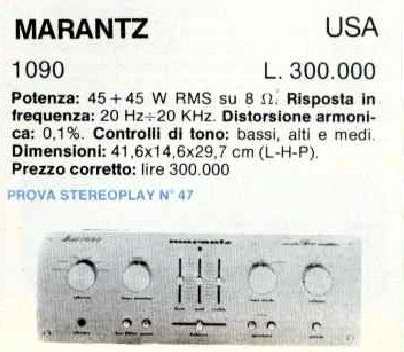 MARANTZ USA
1090 L. 300.000
Potenza: 45+45 W RMS su 8 Ω. Risposta in
frequenza: 20 Hz÷20 KHz. Distorsione armoni-
ca: 0,1%. Controlli di tono: bassi, alti e medi.
Dimensioni: 41,6x14,6x29,7 cm (L-H-P).
Prezzo corretto: lire 300.000
PROVA STEREOPLAY N° 47
marantz